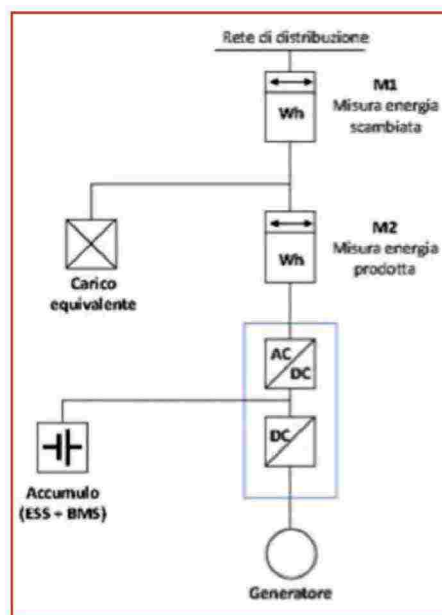 Rete di distribuzione
M1
Misura energia
scambiata
Wh
M2
Misura energia
prodotta
Wh
Carico
equivalente
AC
DC
DC
Accumulo
(ESS + BMS)
Generatore